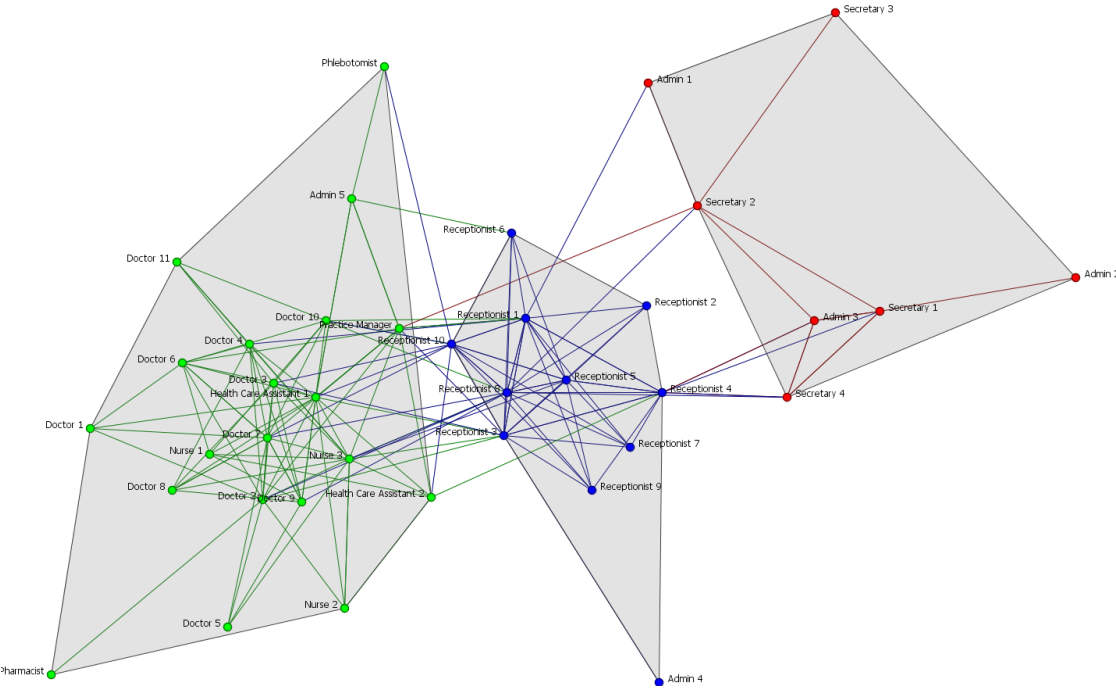 Secretary 3
Phlebotomist
Admin 1
Admin 5
Secretary 2
Receptionist 6
Doctor 11
Admin 2
Receptionist 2
Secretary 1
Receptionist 1
Doctor 10
Admin 3
Practice Manager
Doctor 4
Receptionist 10
Doctor 6
Receptionist 5
Doctor 3
Receptionist 8
Receptionist 4
Health Care Assistant 1
Secretary 4
Doctor 1
Receptionist 3
Doctor 7
Receptionist 7
Nurse 1
Nurse 3
Doctor 8
Receptionist 9
Health Care Assistant 2
Doctor 2
Doctor 9
Nurse 2
Doctor 5
Pharmacist
Admin 4